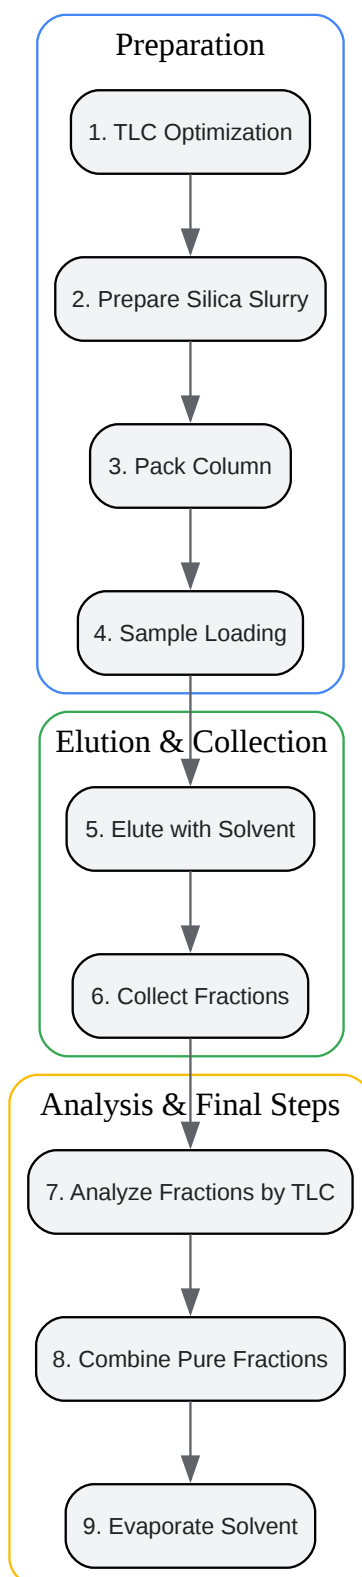 Preparation
1. TLC Optimization
2. Prepare Silica Slurry
3. Pack Column
4. Sample Loading
Elution & Collection
5. Elute with Solvent
6. Collect Fractions
Analysis & Final Steps
7. Analyze Fractions by TLC
8. Combine Pure Fractions
9. Evaporate Solvent